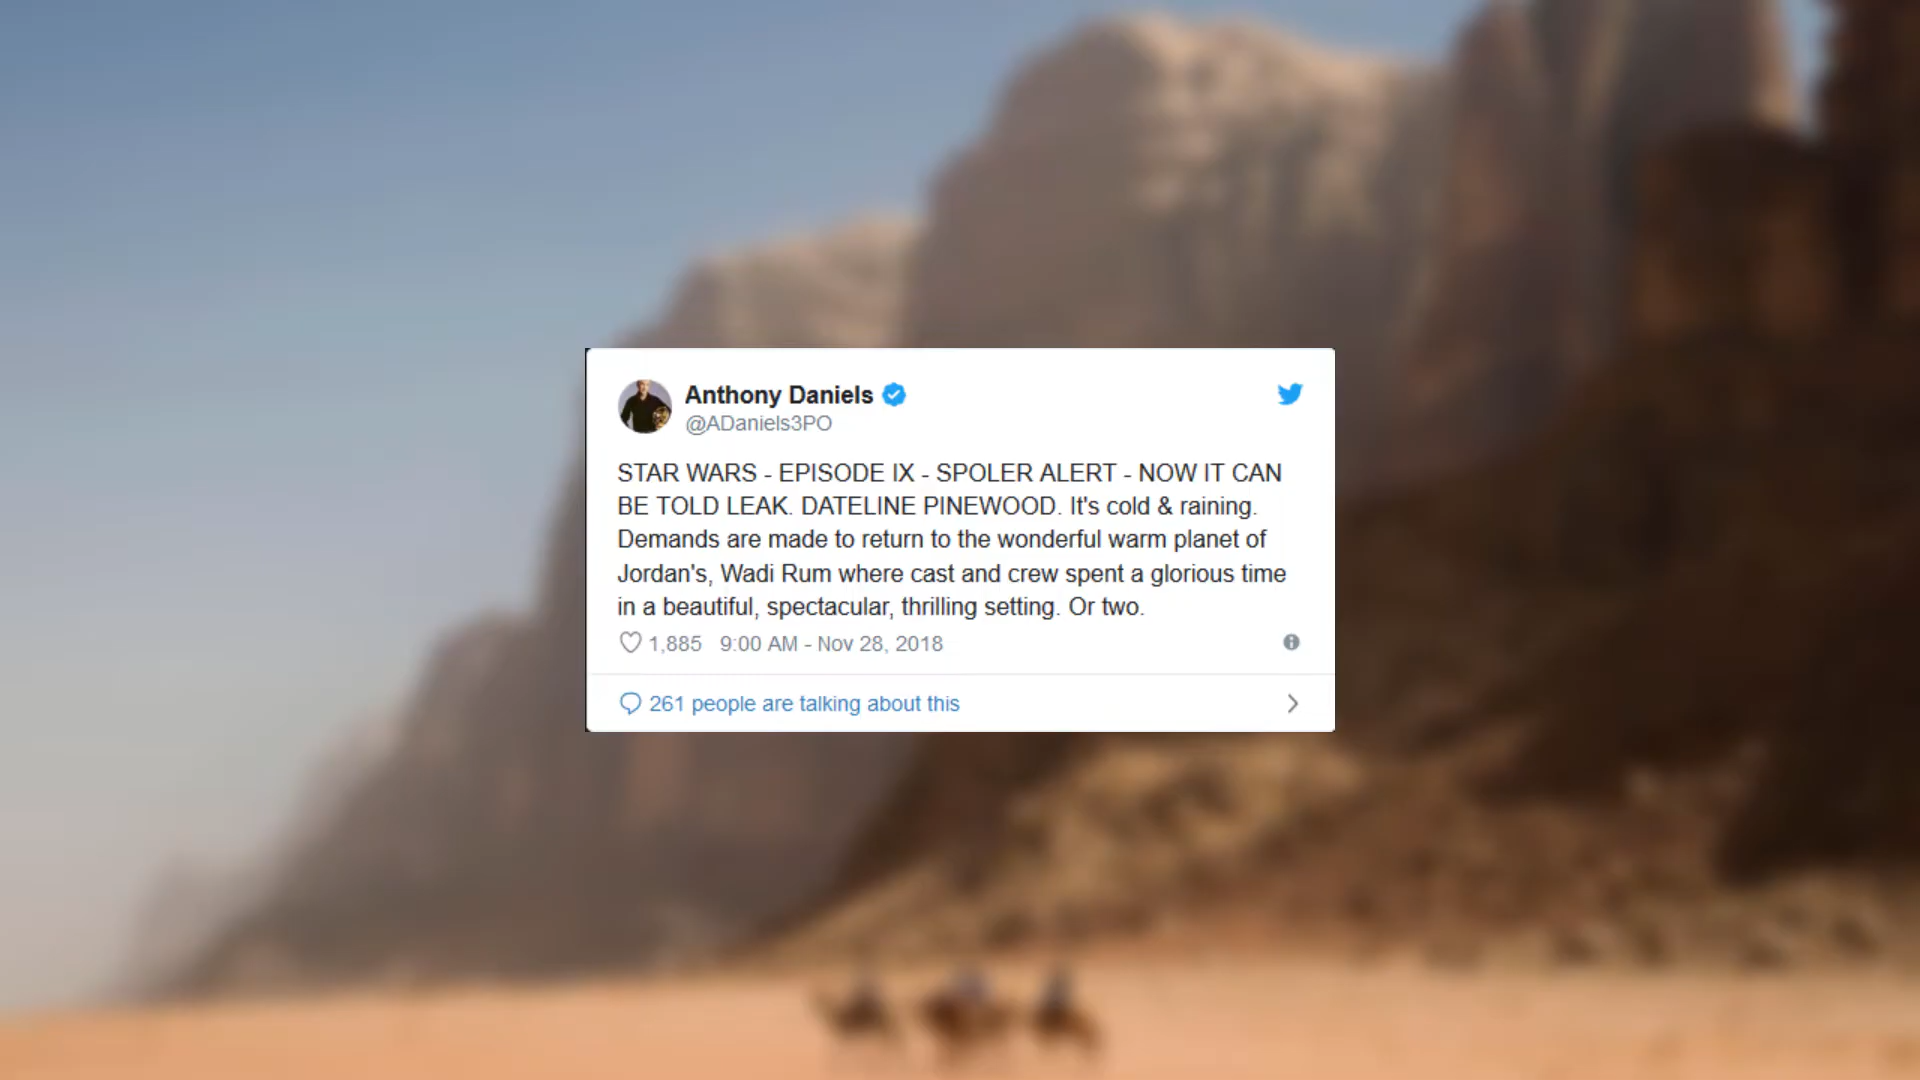 Anthony Daniels
@ADaniels3PO
STAR WARS - EPISODE IX - SPOLER ALERT - NOW IT CAN
BE TOLD LEAK. DATELINE PINEWOOD. It's cold & raining.
Demands are made to return to the wonderful warm planet of
Jordan's, Wadi Rum where cast and crew spent a glorious time
in a beautiful, spectacular, thrilling setting. Or two.
1,885 9:00 AM - Nov 28, 2018
261 people are talking about this